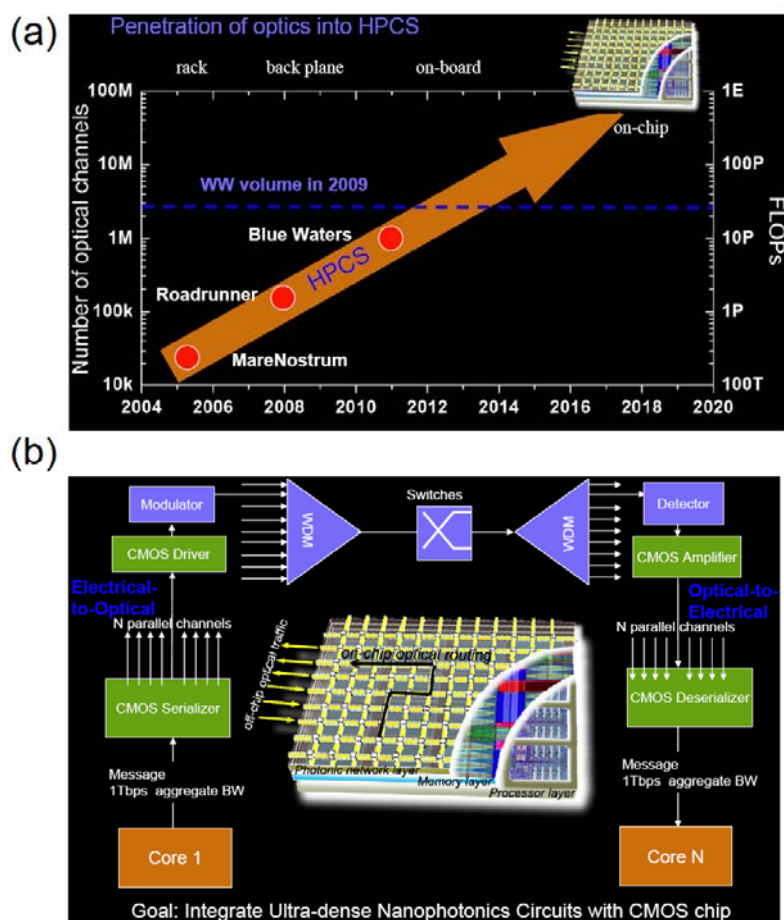 (a)
Penetration of optics into HPCS
rack back plane on-board
on-chip
Number of optical channels
100M
10M
1M
100k
10k
1E
100P
10P
1P
100T
FLOPs
WW volume in 2009
Blue Waters
HPCS
Roadrunner
MareNostrum
2004 2006 2008 2010 2012 2014 2016 2018 2020
(b)
Modulator
WDM
Switches
WDM
Detector
CMOS Driver
CMOS Amplifier
Electrical-
to-Optical
Optical-to-
Electrical
N parallel channels
N parallel channels
on-chip optical routing
off-chip optical traffic
CMOS Serializer
CMOS Deserializer
Photonic network layer
Memory layer
Processor layer
Message
1Tbps aggregate BW
Message
1Tbps aggregate BW
Core 1
Core N
Goal: Integrate Ultra-dense Nanophotonics Circuits with CMOS chip